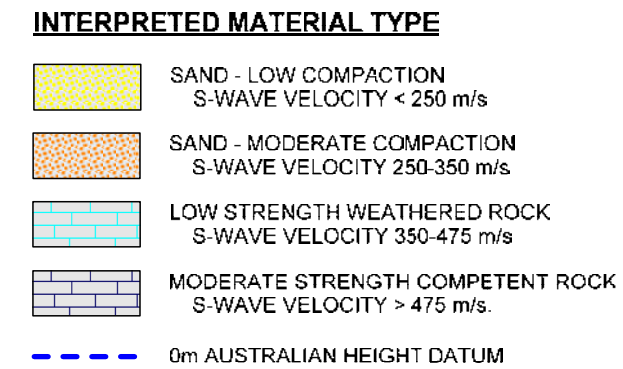 INTERPRETED MATERIAL TYPE
SAND - LOW COMPACTION
S-WAVE VELOCITY < 250 m/s
SAND - MODERATE COMPACTION
S-WAVE VELOCITY 250-350 m/s
LOW STRENGTH WEATHERED ROCK
S-WAVE VELOCITY 350-475 m/s
MODERATE STRENGTH COMPETENT ROCK
S-WAVE VELOCITY > 475 m/s.
0m AUSTRALIAN HEIGHT DATUM